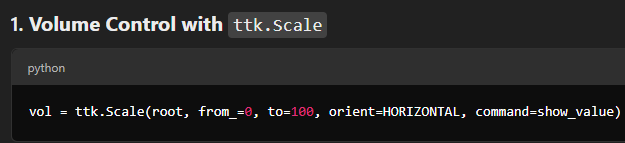 1. Volume Control with ttk.Scale
python
vol = ttk.Scale(root, from_=0, to=100, orient=HORIZONTAL, command=show_value)